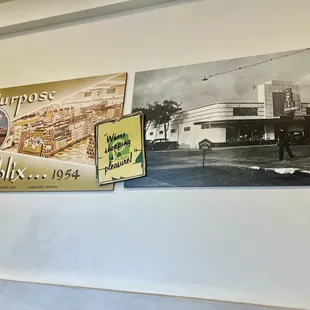 urpose
blix... 1954
"Where
shopping
is a
pleasure!"